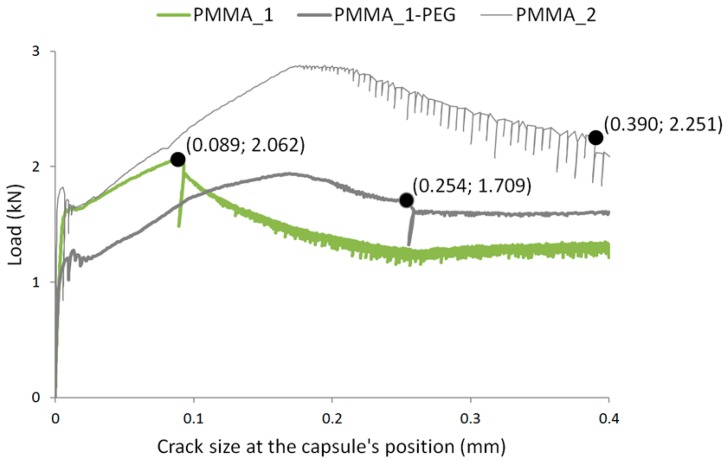 PMMA_1 PMMA_1-PEG PMMA_2
3
(0.390; 2.251)
(0.089; 2.062)
2
(0.254; 1.709)
Load (kN)
1
0
0 0.1 0.2 0.3 0.4
Crack size at the capsule's position (mm)